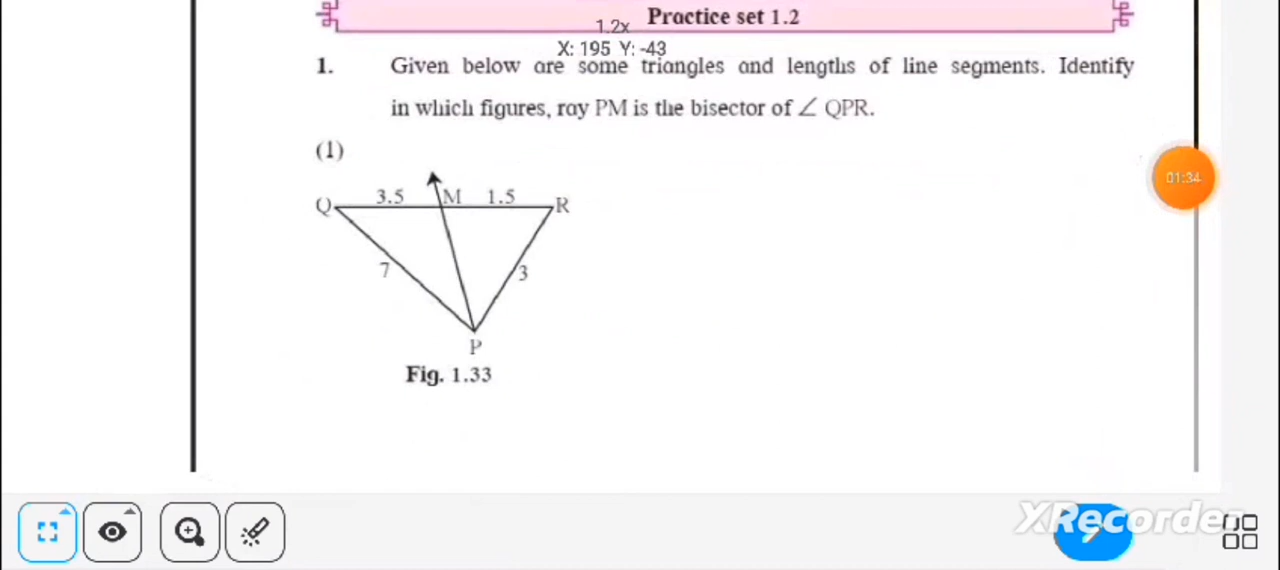 Practice set 1.2
1.2x
X: 195 Y: -43
1. Given below are some triangles and lengths of line segments. Identify
in which figures, ray PM is the bisector of ∠ QPR.
(1)
01:34
Q 3.5 M 1.5 R
7 3
P
Fig. 1.33
XRecorder